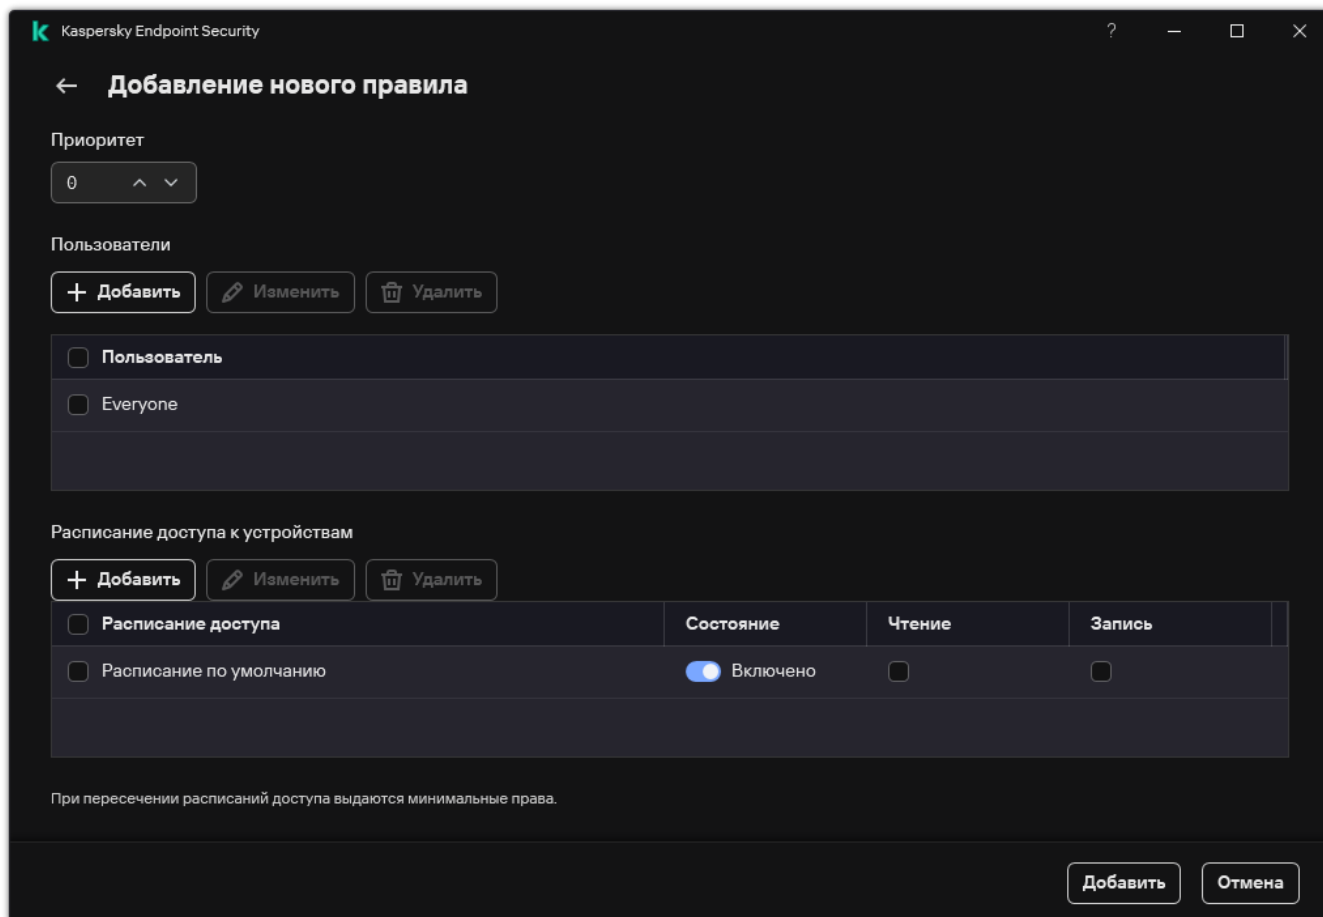 Kaspersky Endpoint Security ?
Добавление нового правила
Приоритет
0
Пользователи
Добавить Изменить Удалить
Пользователь
Everyone
Расписание доступа к устройствам
Добавить Изменить Удалить
Расписание доступа Состояние Чтение Запись
Расписание по умолчанию Включено
При пересечении расписаний доступа выдаются минимальные права.
Добавить Отмена